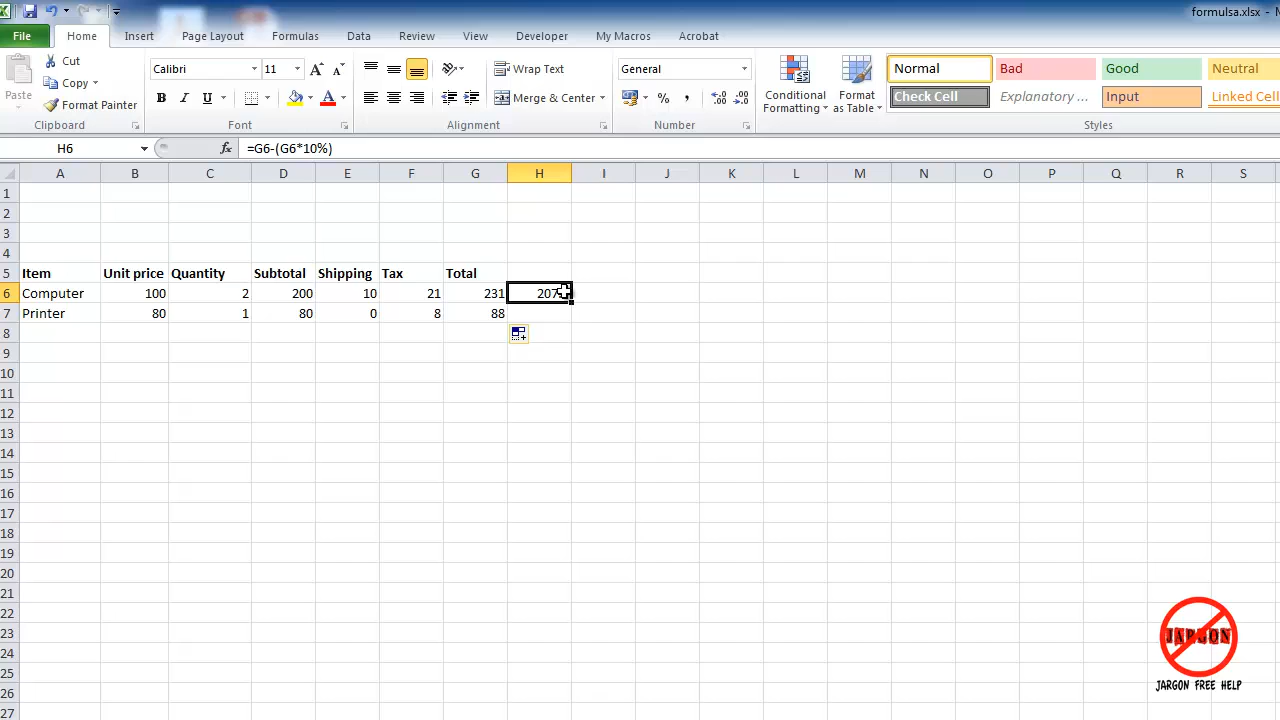 formulsa.xlsx -
File Home Insert Page Layout Formulas Data Review View Developer My Macros Acrobat
Paste Cut Calibri 11 Wrap Text General Conditional Formatting Format as Table Normal Bad Good Neutral
Copy Merge & Center Check Cell Explanatory ... Input Linked Cell
Format Painter
Clipboard Font Alignment Number Styles
H6 fx =G6-(G6*10%)
A B C D E F G H I J K L M N O P Q R S
1
2
3
4
5 Item Unit price Quantity Subtotal Shipping Tax Total
6 Computer 100 2 200 10 21 231 207
7 Printer 80 1 80 0 8 88
8
9
10
11
12
13
14
15
16
17
18
19
20
21
22
23
24
25
26
27
JARGON
JARGON FREE HELP